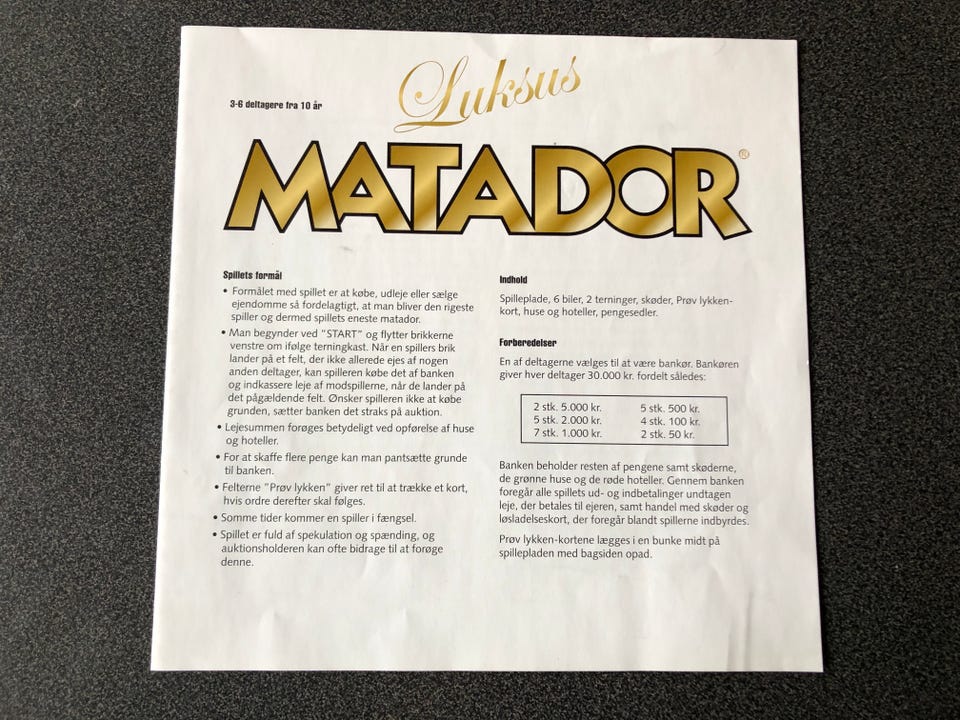 Luksus
3-6 deltagere fra 10 år
MATADOR®
Spillets formål
• Formålet med spillet er at købe, udleje eller sælge
ejendomme så fordelagtigt, at man bliver den rigeste
spiller og dermed spillets eneste matador.
• Man begynder ved "START" og flytter brikkerne
venstre om ifølge terningkast. Når en spillers brik
lander på et felt, der ikke allerede ejes af nogen
anden deltager, kan spilleren købe det af banken
og indkassere leje af modspillerne, når de lander på
det pågældende felt. Ønsker spilleren ikke at købe
grunden, sætter banken det straks på auktion.
• Lejesummen forøges betydeligt ved opførelse af huse
og hoteller.
• For at skaffe flere penge kan man pantsætte grunde
til banken.
• Felterne "Prøv lykken" giver ret til at trække et kort,
hvis ordre derefter skal følges.
• Somme tider kommer en spiller i fængsel.
• Spillet er fuld af spekulation og spænding, og
auktionsholderen kan ofte bidrage til at forøge
denne.
Indhold
Spilleplade, 6 biler, 2 terninger, skøder, Prøv lykken-
kort, huse og hoteller, pengesedler.
Forberedelser
En af deltagerne vælges til at være bankør. Bankøren
giver hver deltager 30.000 kr. fordelt således:
2 stk. 5.000 kr. 5 stk. 500 kr.
5 stk. 2.000 kr. 4 stk. 100 kr.
7 stk. 1.000 kr. 2 stk. 50 kr.
Banken beholder resten af pengene samt skøderne,
de grønne huse og de røde hoteller. Gennem banken
foregår alle spillets ud- og indbetalinger undtagen
leje, der betales til ejeren, samt handel med skøder og
løsladelseskort, der foregår blandt spillerne indbyrdes.
Prøv lykken-kortene lægges i en bunke midt på
spillepladen med bagsiden opad.